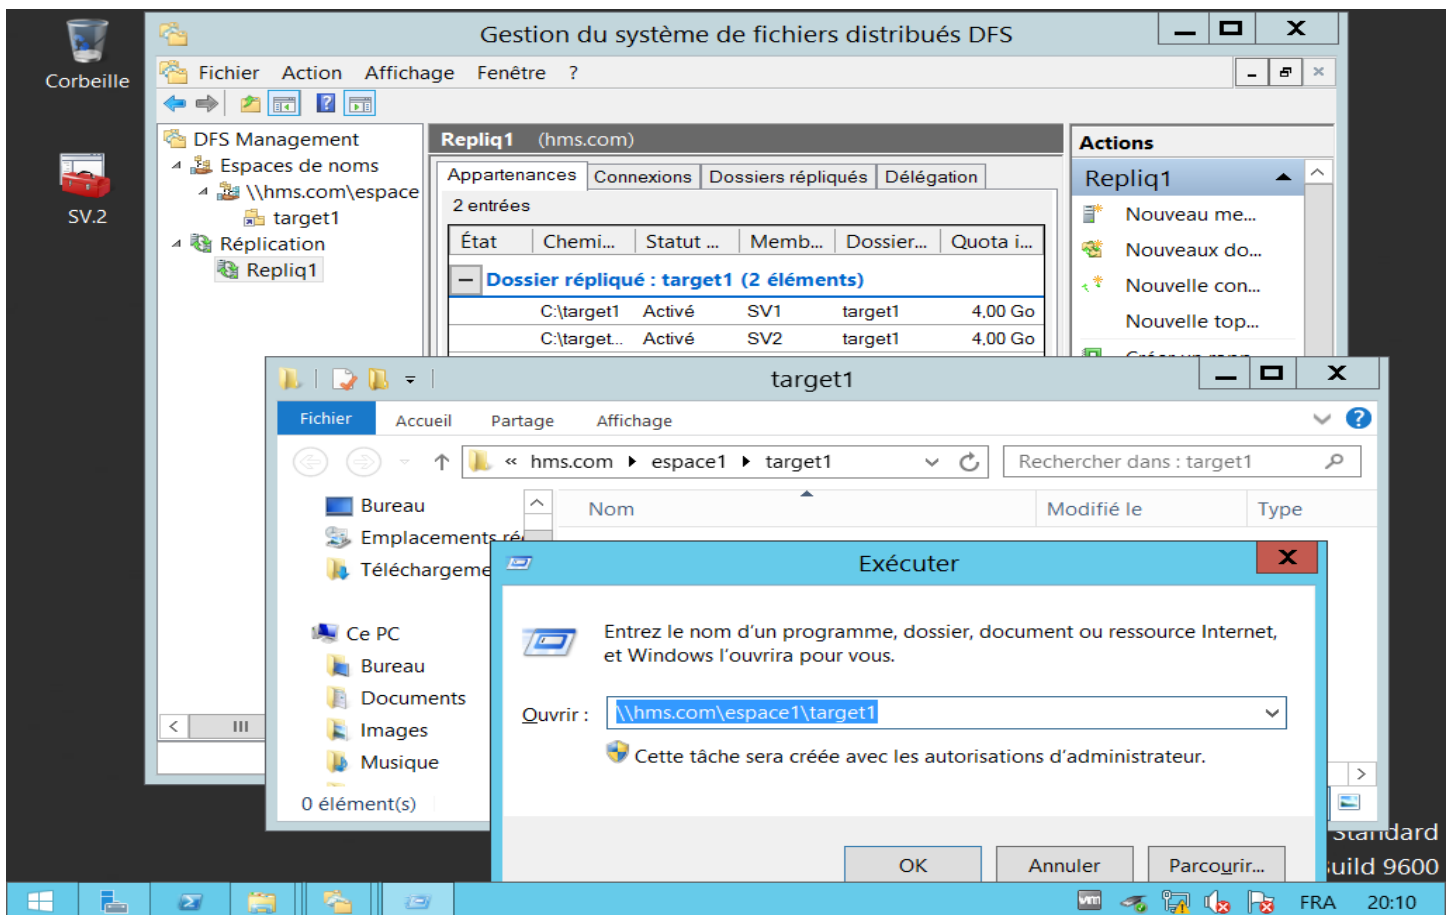 Corbeille
SV.2
Gestion du système de fichiers distribués DFS
Fichier Action Affichage Fenêtre ?
DFS Management
Espaces de noms
\\hms.com\espace
target1
Réplication
Repliq1
Repliq1 (hms.com)
Appartenances Connexions Dossiers répliqués Délégation
2 entrées
État Chemi... Statut ... Memb... Dossier... Quota i...
Dossier répliqué : target1 (2 éléments)
C:\target1 Activé SV1 target1 4,00 Go
C:\target... Activé SV2 target1 4,00 Go
Actions
Repliq1
Nouveau me...
Nouveaux do...
Nouvelle con...
Nouvelle top...
target1
Fichier Accueil Partage Affichage
« hms.com espace1 target1
Rechercher dans : target1
Nom Modifié le Type
Bureau
Emplacements ré
Téléchargeme
Ce PC
Bureau
Documents
Images
Musique
0 élément(s)
Exécuter
Entrez le nom d'un programme, dossier, document ou ressource Internet,
et Windows l'ouvrira pour vous.
Ouvrir : \\hms.com\espace1\target1
Cette tâche sera créée avec les autorisations d'administrateur.
OK Annuler Parcourir...
Standard
uild 9600
vm FRA 20:10